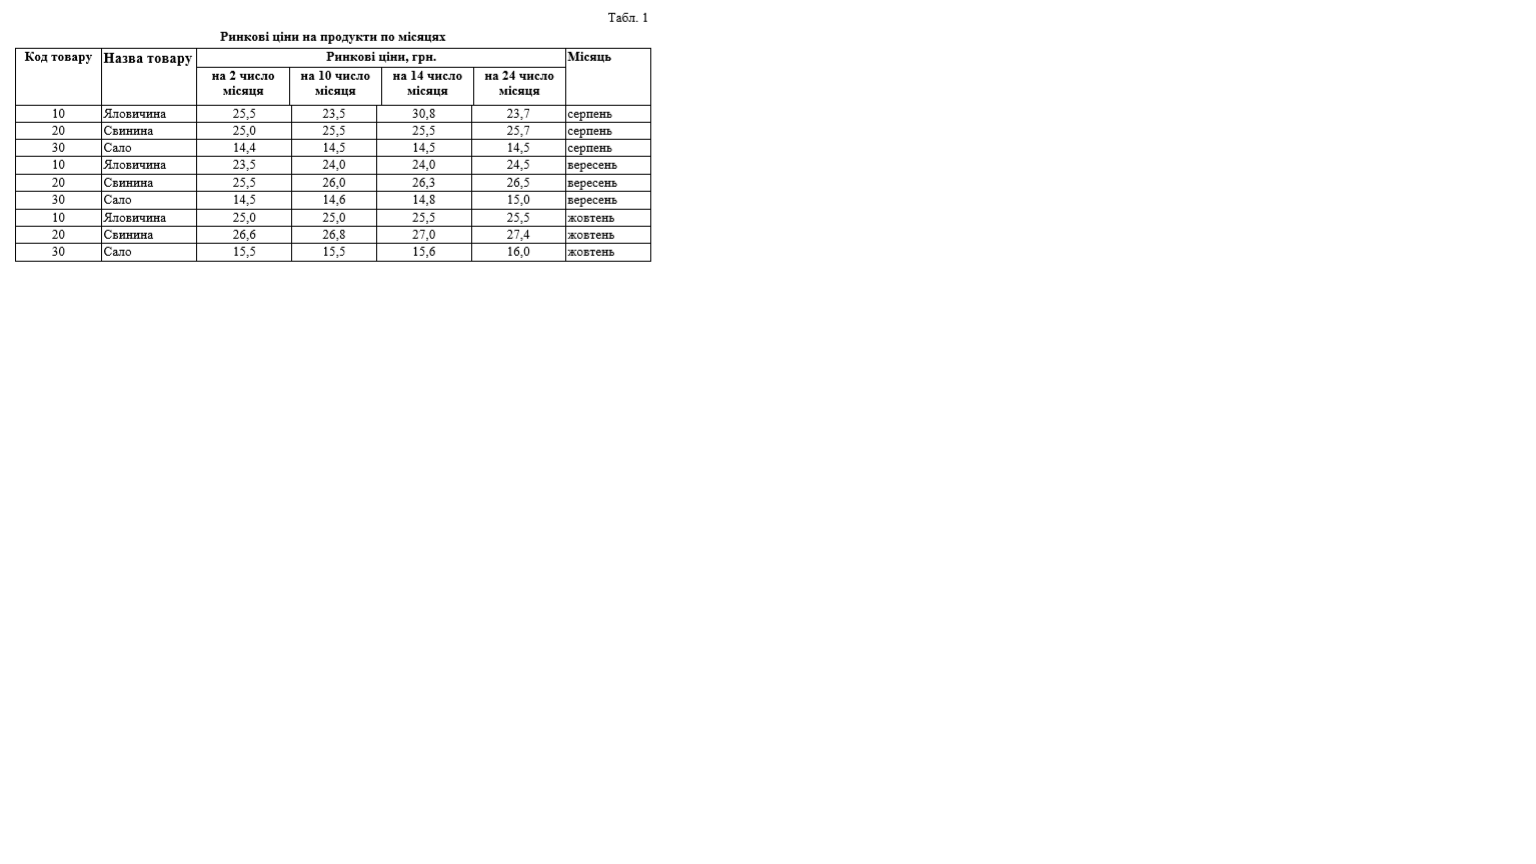 Табл. 1
Ринкові ціни на продукти по місяцях
Код товару Назва товару Ринкові ціни, грн. Місяць
на 2 число місяця на 10 число місяця на 14 число місяця на 24 число місяця
10 Яловичина 25,5 23,5 30,8 23,7 серпень
20 Свинина 25,0 25,5 25,5 25,7 серпень
30 Сало 14,4 14,5 14,5 14,5 серпень
10 Яловичина 23,5 24,0 24,0 24,5 вересень
20 Свинина 25,5 26,0 26,3 26,5 вересень
30 Сало 14,5 14,6 14,8 15,0 вересень
10 Яловичина 25,0 25,0 25,5 25,5 жовтень
20 Свинина 26,6 26,8 27,0 27,4 жовтень
30 Сало 15,5 15,5 15,6 16,0 жовтень